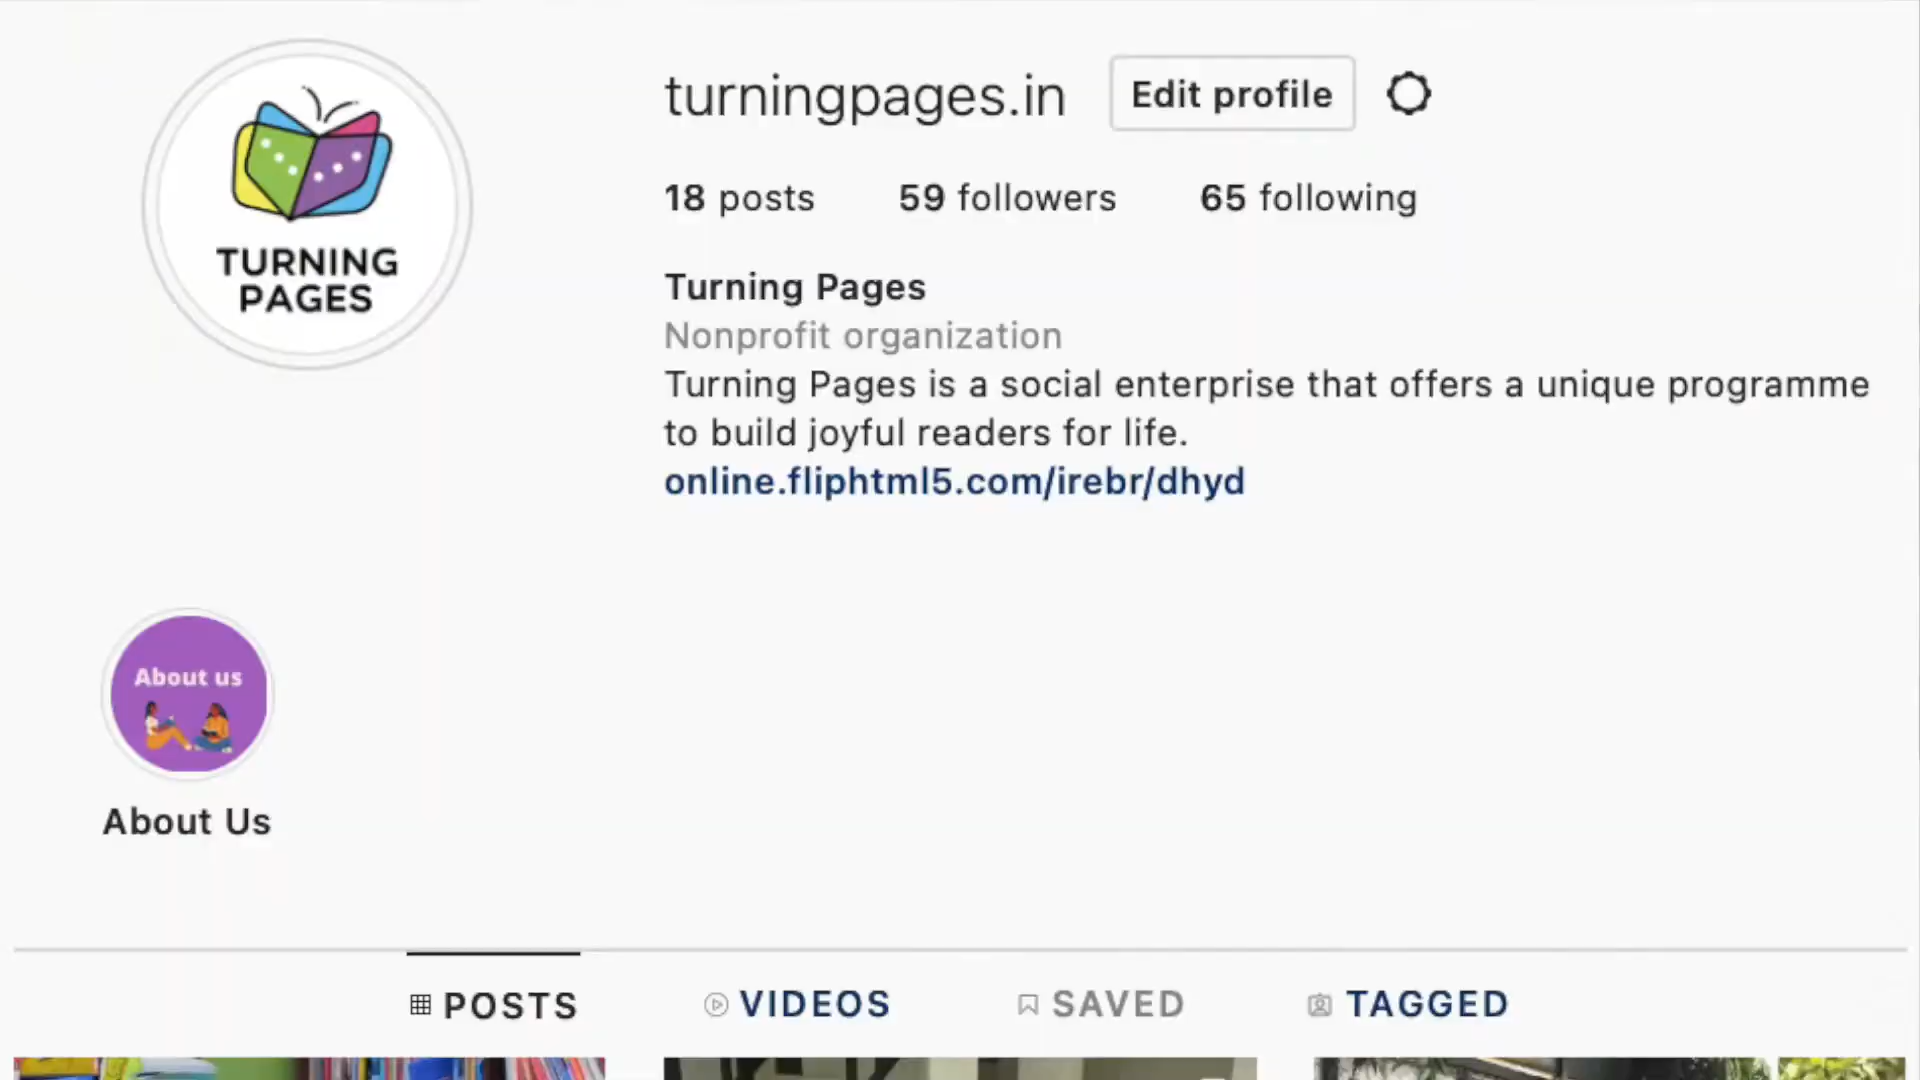 TURNING
PAGES
turningpages.in Edit profile
18 posts 59 followers 65 following
Turning Pages
Nonprofit organization
Turning Pages is a social enterprise that offers a unique programme
to build joyful readers for life.
online.fliphtml5.com/irebr/dhyd
About us
About Us
POSTS VIDEOS SAVED TAGGED